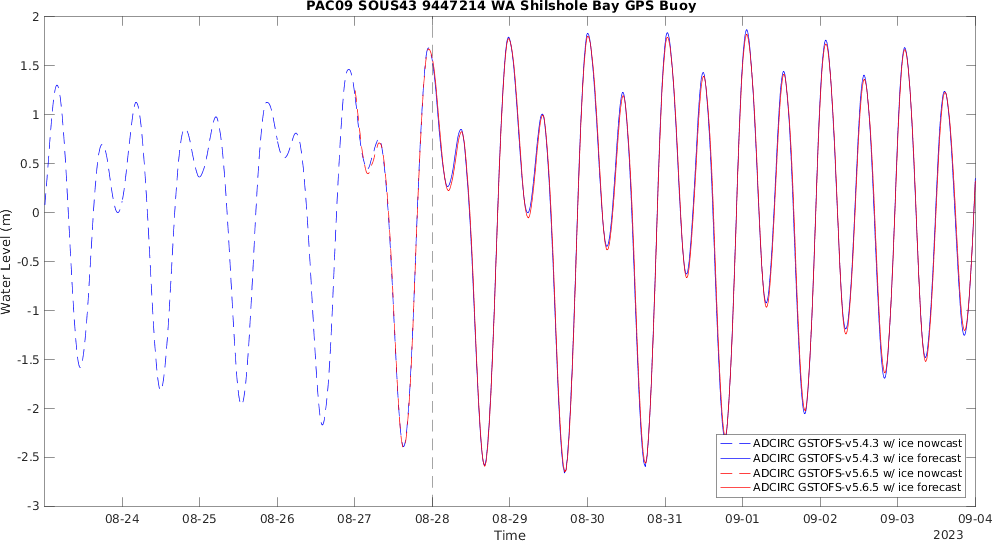 PAC09 SOUS43 9447214 WA Shilshole Bay GPS Buoy
2
1.5
1
0.5
0
-0.5
-1
-1.5
-2
-2.5
-3
Water Level (m)
ADCIRC GSTOFS-v5.4.3 w/ ice nowcast
ADCIRC GSTOFS-v5.4.3 w/ ice forecast
ADCIRC GSTOFS-v5.6.5 w/ ice nowcast
ADCIRC GSTOFS-v5.6.5 w/ ice forecast
08-24 08-25 08-26 08-27 08-28 08-29 08-30 08-31 09-01 09-02 09-03 09-04
Time
2023